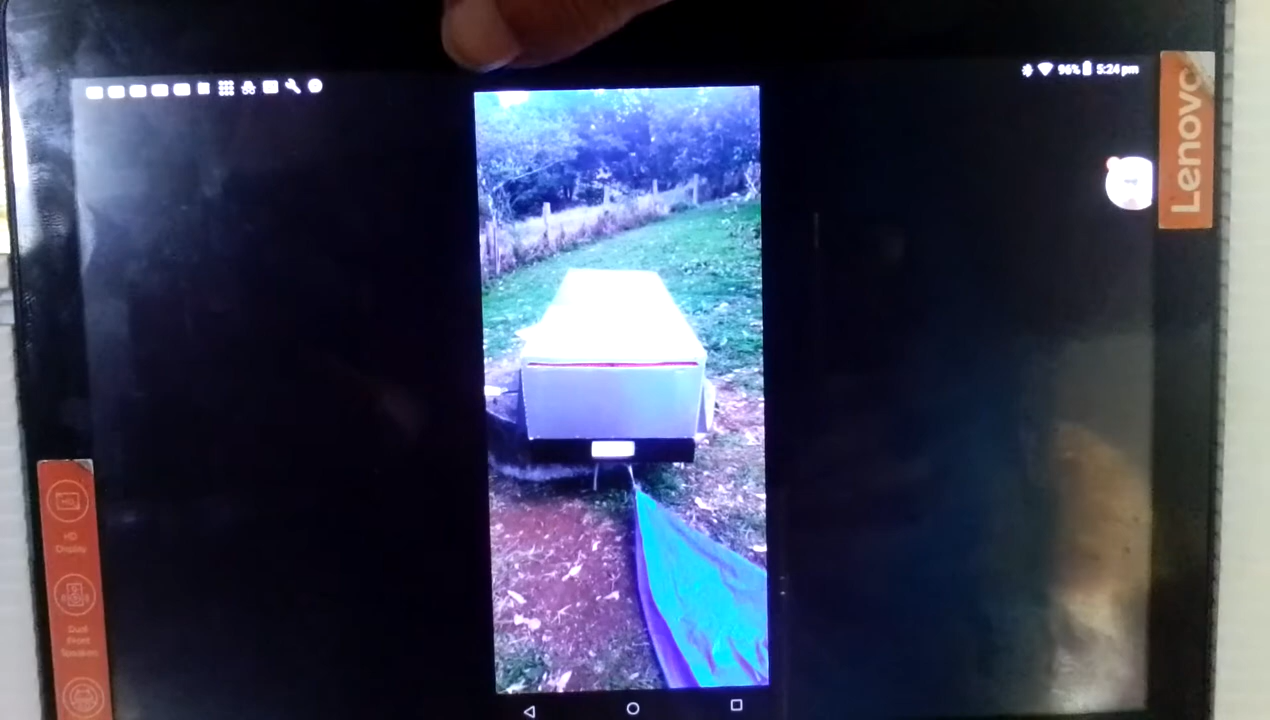 96% 5:24 pm
Lenovo
HD
Display
Dual
Front
Speakers